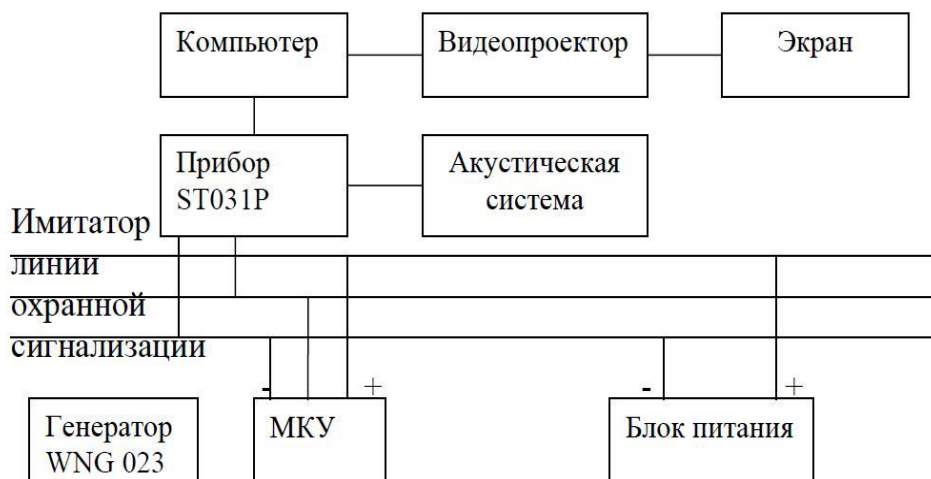 Компьютер
Видеопроектор
Экран
Прибор
ST031P
Акустическая
система
Имитатор
линии
охранной
сигнализации
- +
- +
Генератор
WNG 023
МКУ
Блок питания